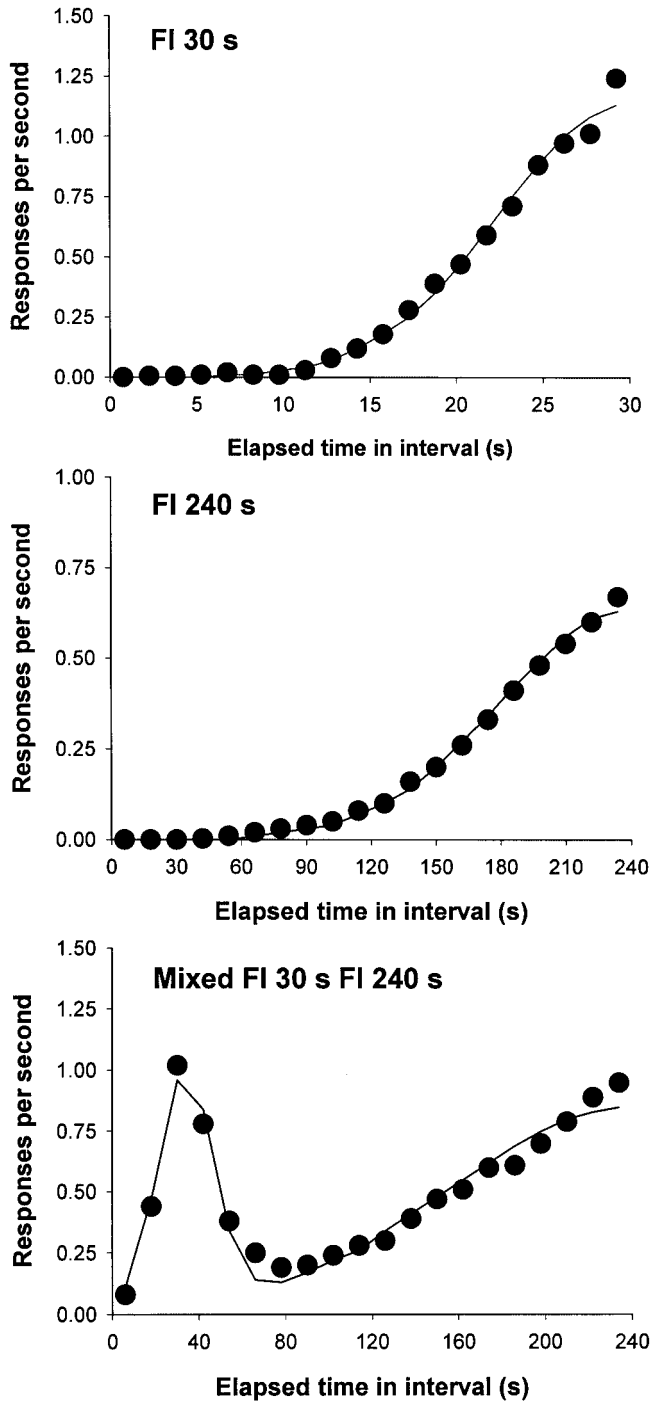 FI 30 s
Responses per second
1.50
1.25
1.00
0.75
0.50
0.25
0.00
0 5 10 15 20 25 30
Elapsed time in interval (s)
FI 240 s
Responses per second
1.00
0.75
0.50
0.25
0.00
0 30 60 90 120 150 180 210 240
Elapsed time in interval (s)
Mixed FI 30 s FI 240 s
Responses per second
1.50
1.25
1.00
0.75
0.50
0.25
0.00
0 40 80 120 160 200 240
Elapsed time in interval (s)